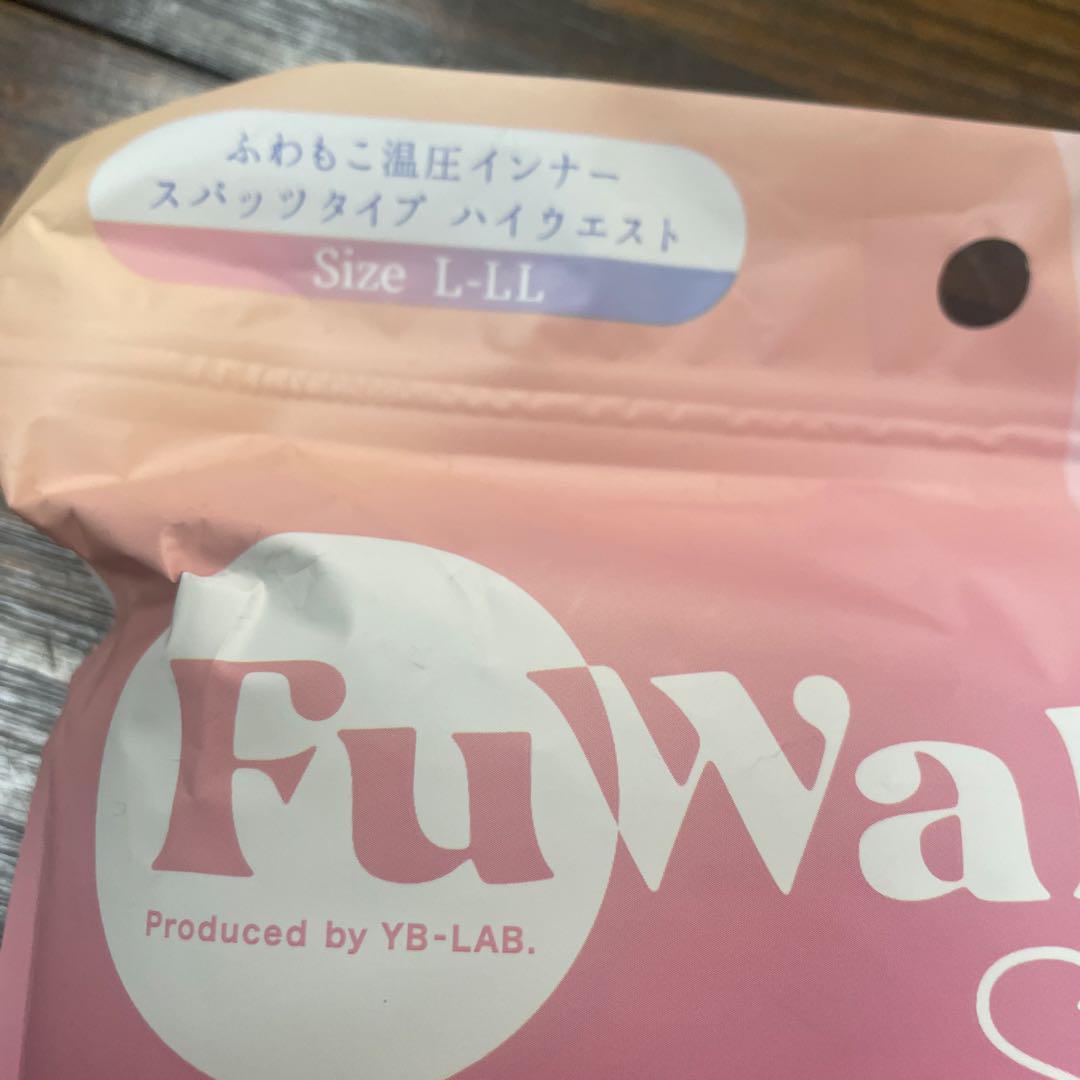 ふわもこ温圧インナー
スパッツタイプ ハイウエスト
Size L-LL
FuWa
Produced by YB-LAB.